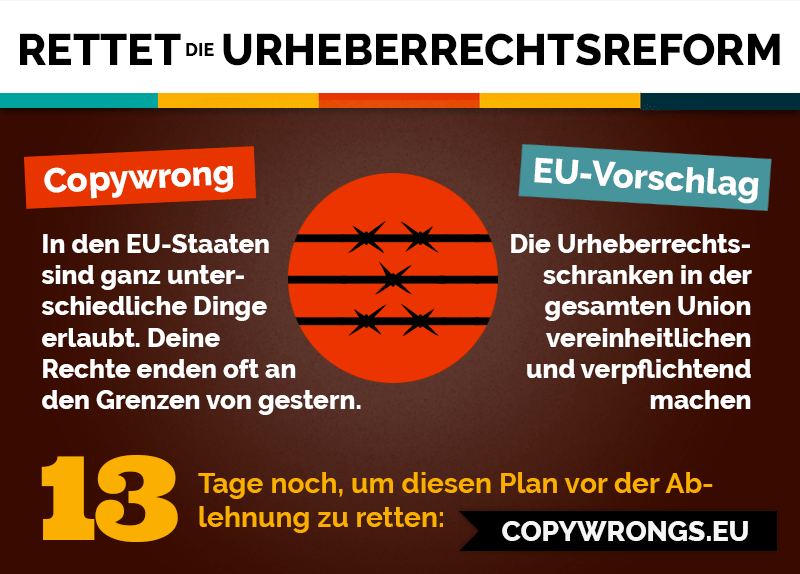 RETTET DIE URHEBERRECHTSREFORM
Copywrong
In den EU-Staaten
sind ganz unter-
schiedliche Dinge
erlaubt. Deine
Rechte enden oft an
den Grenzen von gestern.
EU-Vorschlag
Die Urheberrechts-
schranken in der
gesamten Union
vereinheitlichen
und verpflichtend
machen
13
Tage noch, um diesen Plan vor der Ab-
lehnung zu retten:
COPYWRONGS.EU